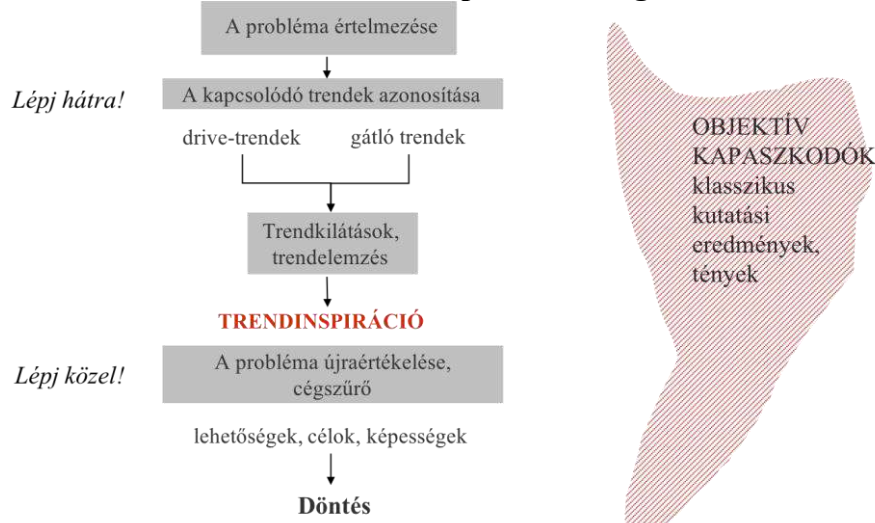 A probléma értelmezése
Lépj hátra!
A kapcsolódó trendek azonosítása
drive-trendek
gátló trendek
Trendkilátások,
trendelemzés
TRENDINSPIRÁCIÓ
Lépj közel!
A probléma újraértékelése,
cégszűrő
lehetőségek, célok, képességek
Döntés
OBJEKTÍV
KAPASZKODÓK
klasszikus
kutatási
eredmények,
tények